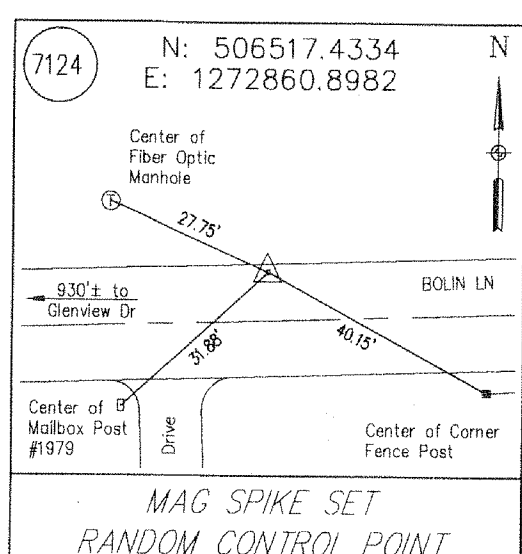 7124
N: 506517.4334
E: 1272860.8982
N
Center of
Fiber Optic
Manhole
T
27.75'
930'± to
Glenview Dr
BOLIN LN
31.88'
40.15'
Center of
Mailbox Post
#1979
Drive
Center of Corner
Fence Post
MAG SPIKE SET
RANDOM CONTROL POINT